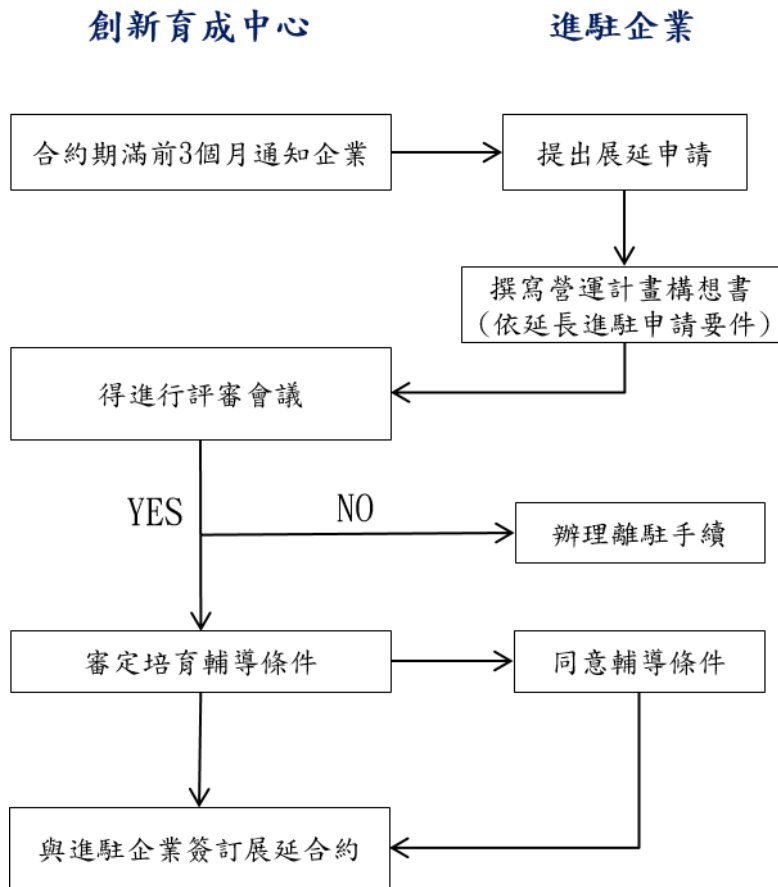 創新育成中心
進駐企業
合約期滿前3個月通知企業
提出展延申請
撰寫營運計畫構想書
(依延長進駐申請要件)
得進行評審會議
YES
NO
辦理離駐手續
審定培育輔導條件
同意輔導條件
與進駐企業簽訂展延合約